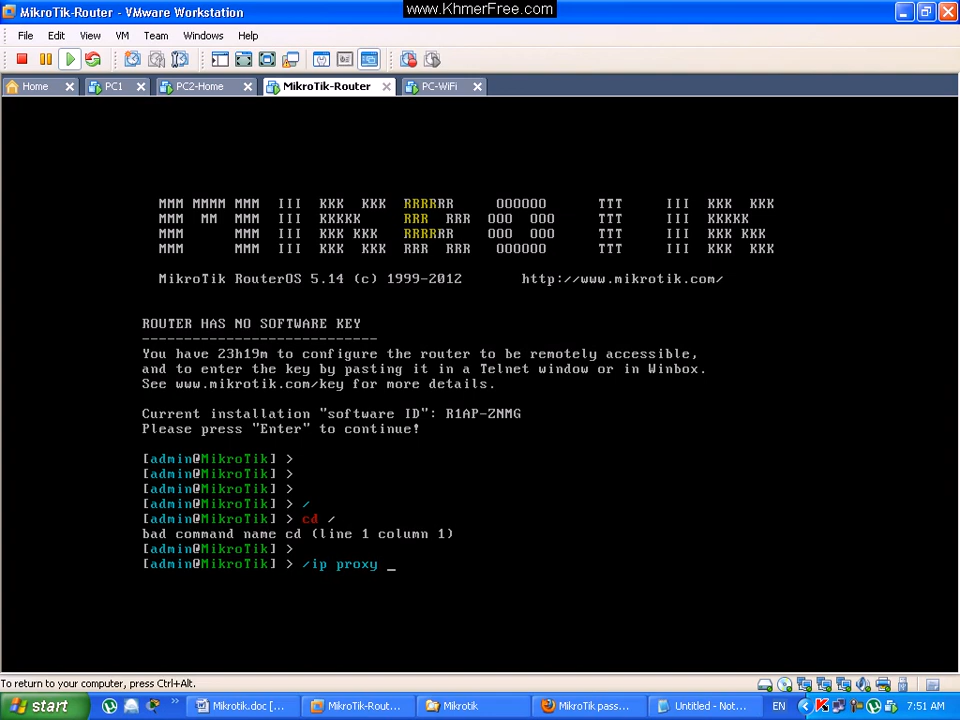 MikroTik-Router - VMware Workstation
www.KhmerFree.com
File Edit View VM Team Windows Help
Home PC1 PC2-Home MikroTik-Router PC-WiFi
MMM MMMM MMM III KKK KKK RRRRRR OOOOOO TTT III KKK KKK
MMM MM MMM III KKKKK RRR RRR OOO OOO TTT III KKKKK
MMM MMM III KKK KKK RRRRRR OOO OOO TTT III KKK KKK
MMM MMM III KKK KKK RRR RRR OOOOOO TTT III KKK KKK
MikroTik RouterOS 5.14 (c) 1999-2012 http://www.mikrotik.com/
ROUTER HAS NO SOFTWARE KEY
----------------------------
You have 23h19m to configure the router to be remotely accessible,
and to enter the key by pasting it in a Telnet window or in Winbox.
See www.mikrotik.com/key for more details.
Current installation "software ID": R1AP-ZNMG
Please press "Enter" to continue!
[admin@MikroTik] >
[admin@MikroTik] >
[admin@MikroTik] >
[admin@MikroTik] > /
[admin@MikroTik] > cd /
bad command name cd (line 1 column 1)
[admin@MikroTik] >
[admin@MikroTik] > /ip proxy _
To return to your computer, press Ctrl+Alt.
start Mikrotik.doc [... MikroTik-Rout... Mikrotik MikroTik pass... Untitled - Not... EN 7:51 AM